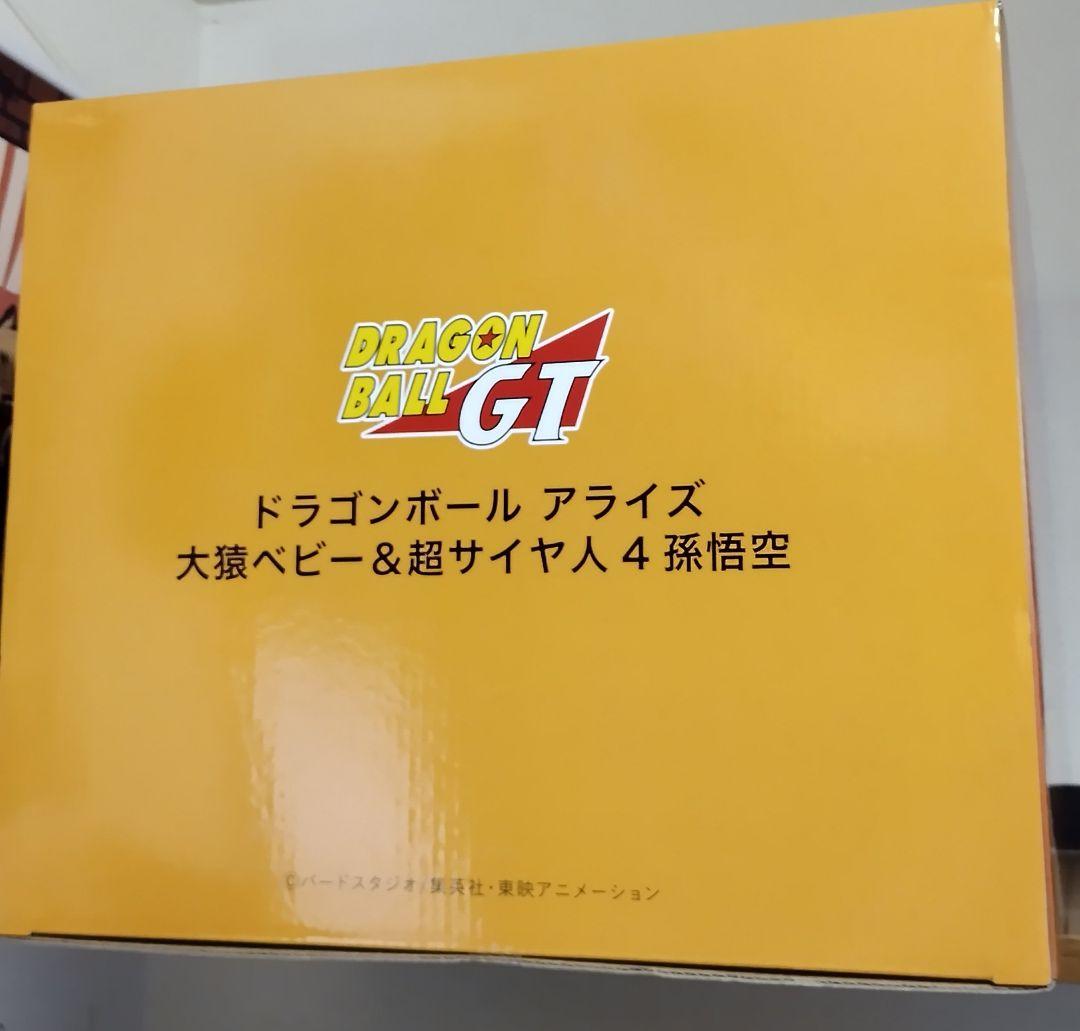 DRAGON
BALL GT
ドラゴンボール アライズ
大猿ベビー＆超サイヤ人４孫悟空
©バードスタジオ/集英社・東映アニメーション